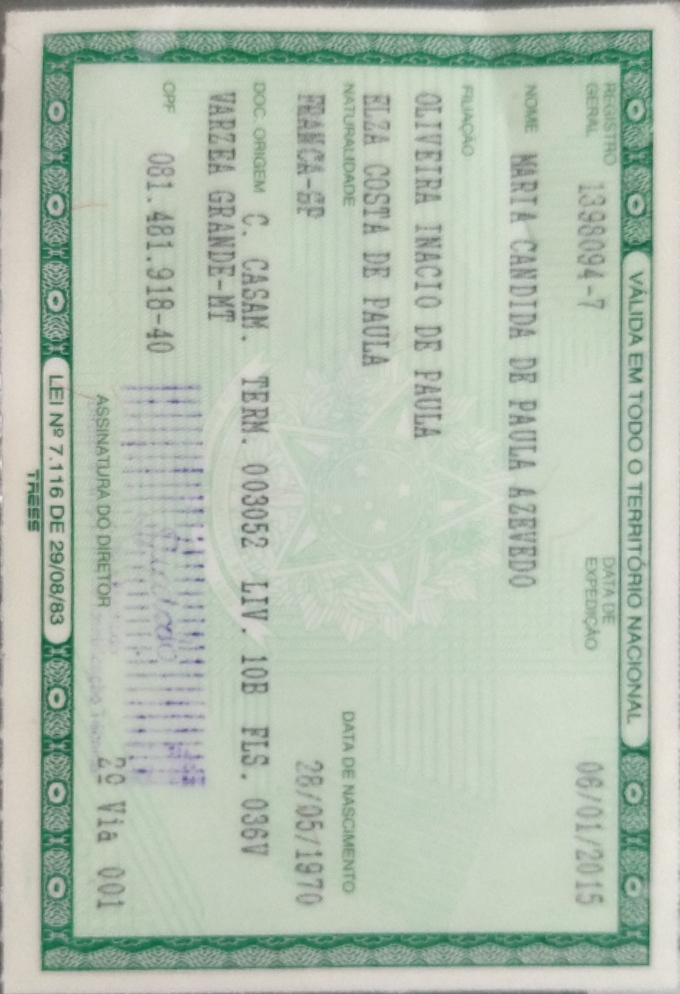 VÁLIDA EM TODO O TERRITÓRIO NACIONAL
REGISTRO GERAL 1398094-7 DATA DE EXPEDIÇÃO 06/01/2015
NOME MARIA CANDIDA DE PAULA AZEVEDO
FILIAÇÃO
OLIVEIRA INACIO DE PAULA
ELZA COSTA DE PAULA
NATURALIDADE DATA DE NASCIMENTO
FRANCA-SP 28/05/1970
DOC. ORIGEM C. CASAM. TERM. 003052 LIV. 10B FLS. 036V
VARZEA GRANDE-MT
CPF 081.481.918-40
2ª Via 001
ASSINATURA DO DIRETOR
LEI Nº 7.116 DE 29/08/83